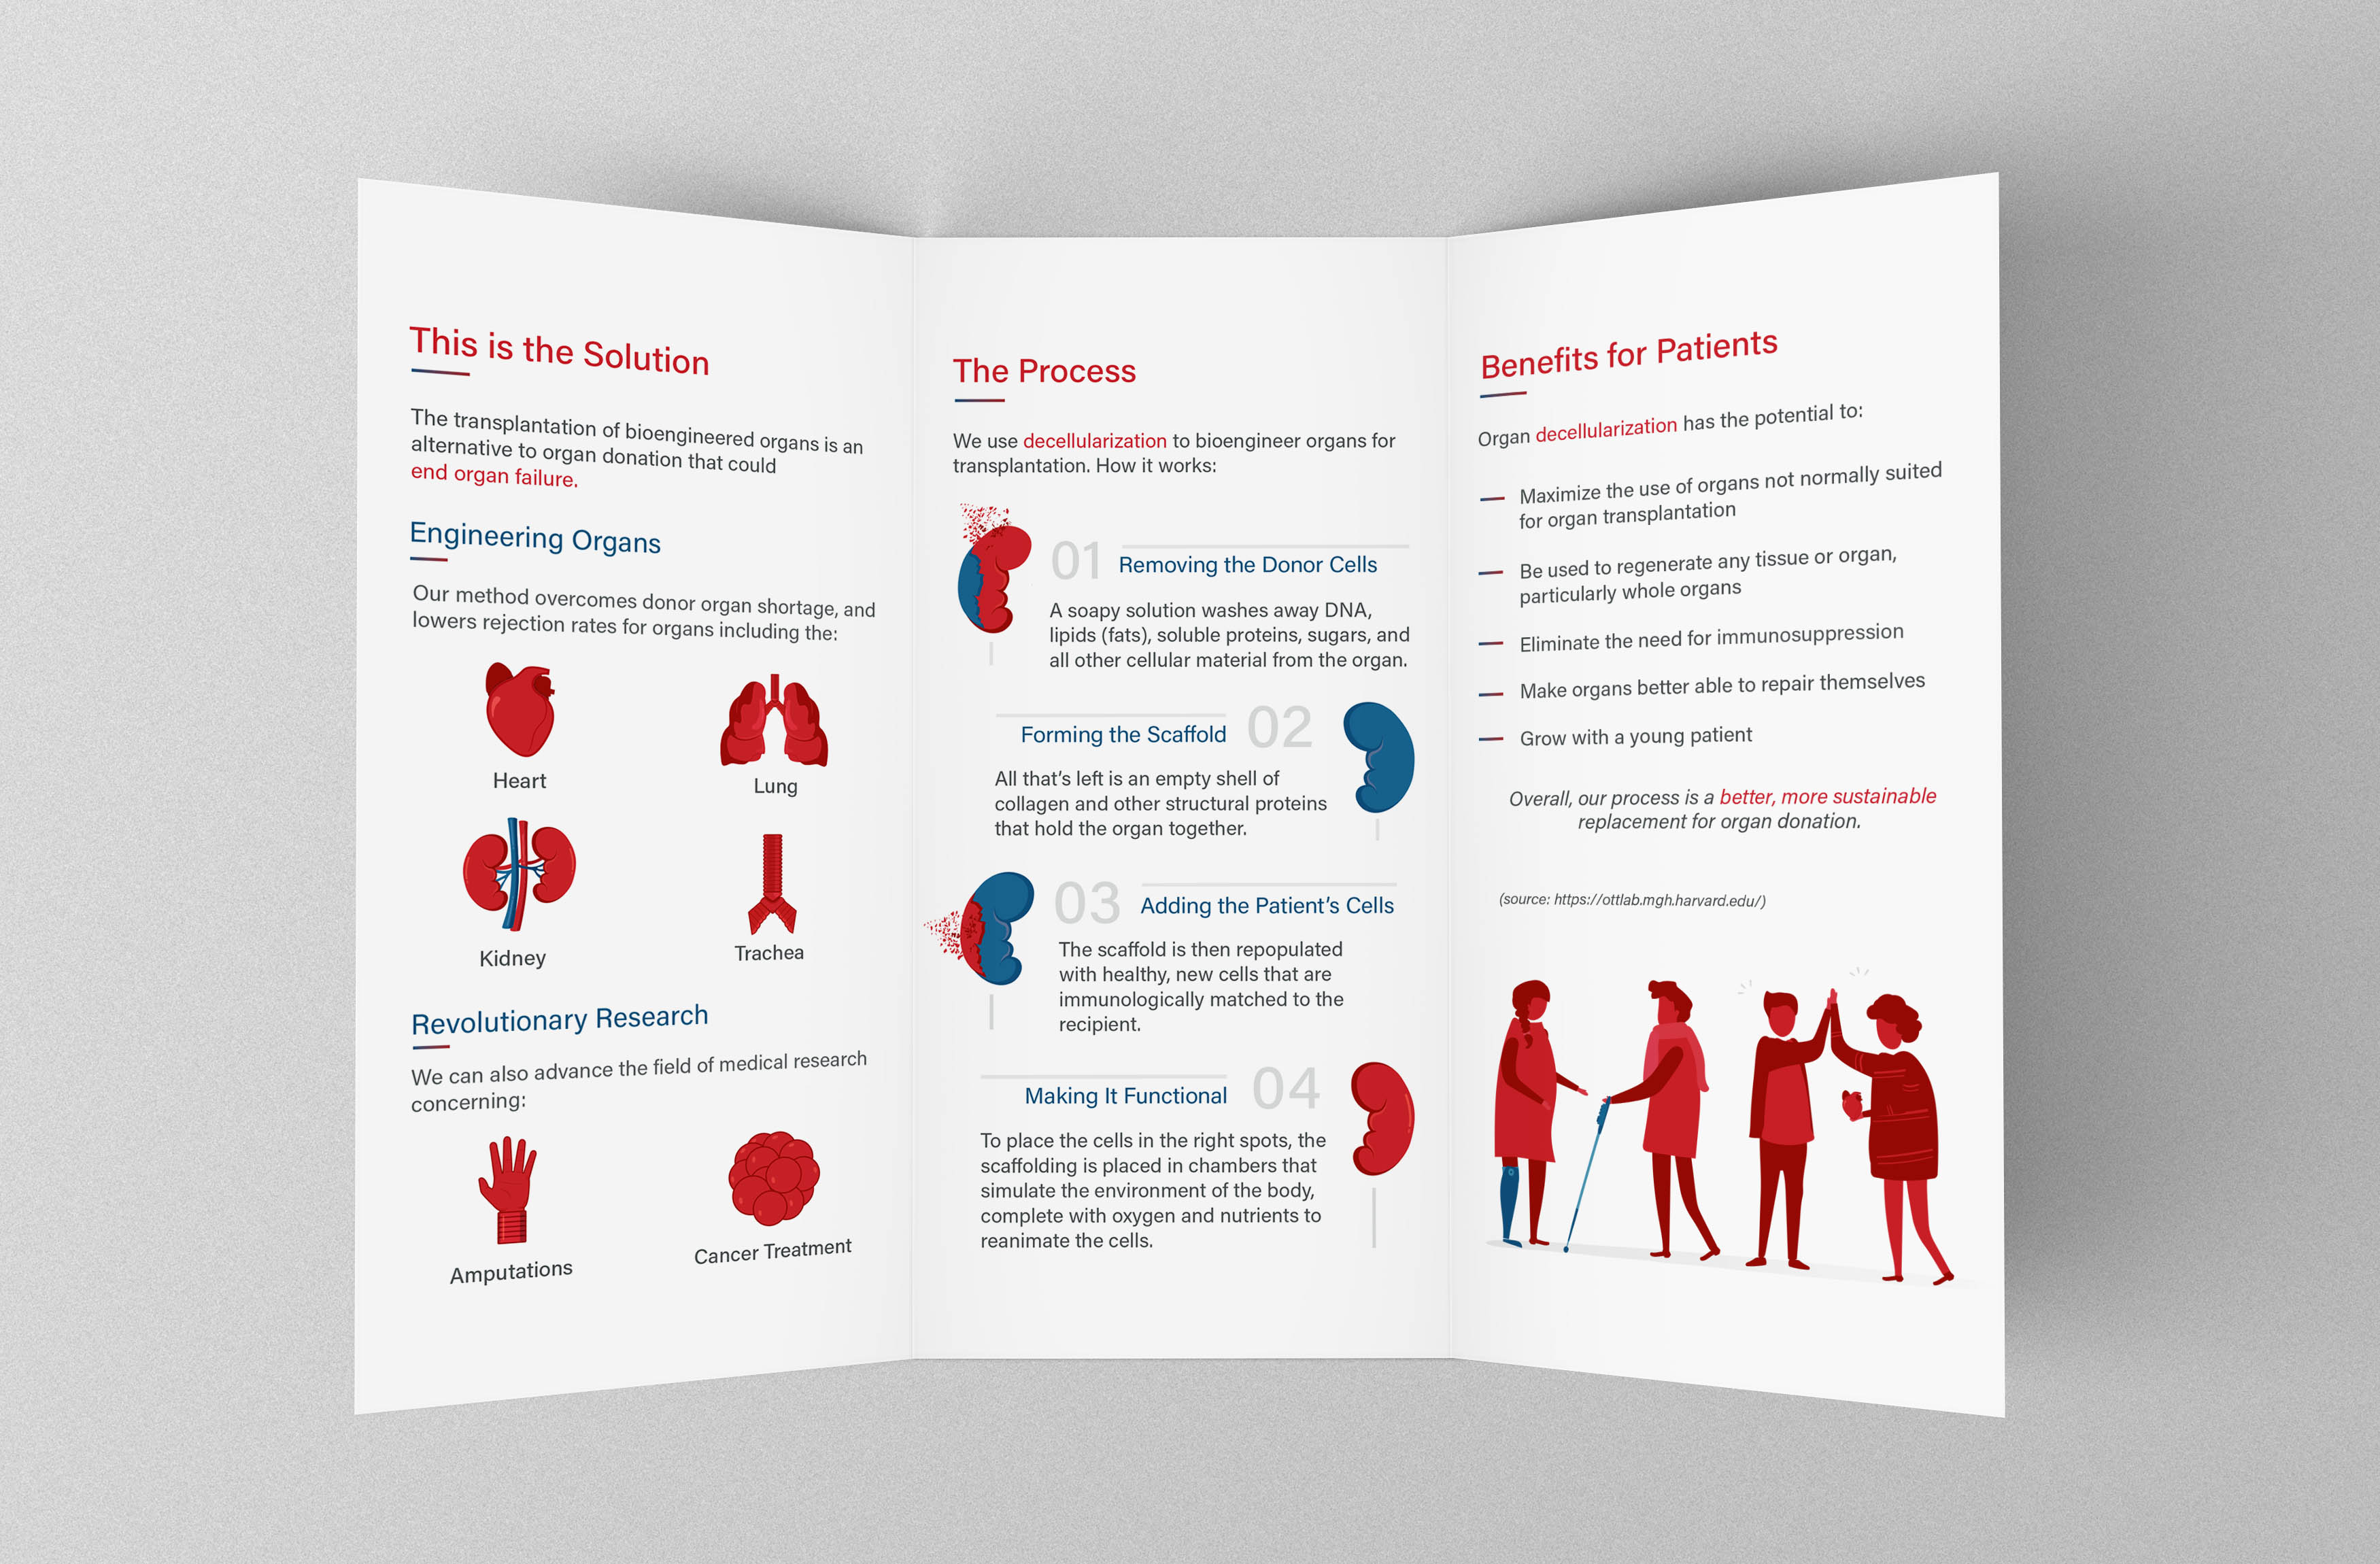 This is the Solution
The transplantation of bioengineered organs is an
alternative to organ donation that could
end organ failure.
Engineering Organs
Our method overcomes donor organ shortage, and
lowers rejection rates for organs including the:
Heart
Lung
Kidney
Trachea
Revolutionary Research
We can also advance the field of medical research
concerning:
Amputations
Cancer Treatment
The Process
We use decellularization to bioengineer organs for
transplantation. How it works:
01
Removing the Donor Cells
A soapy solution washes away DNA,
lipids (fats), soluble proteins, sugars, and
all other cellular material from the organ.
Forming the Scaffold
02
All that's left is an empty shell of
collagen and other structural proteins
that hold the organ together.
03
Adding the Patient's Cells
The scaffold is then repopulated
with healthy, new cells that are
immunologically matched to the
recipient.
Making It Functional
04
To place the cells in the right spots, the
scaffolding is placed in chambers that
simulate the environment of the body,
complete with oxygen and nutrients to
reanimate the cells.
Benefits for Patients
Organ decellularization has the potential to:
Maximize the use of organs not normally suited
for organ transplantation
Be used to regenerate any tissue or organ,
particularly whole organs
Eliminate the need for immunosuppression
Make organs better able to repair themselves
Grow with a young patient
Overall, our process is a better, more sustainable
replacement for organ donation.
(source: https://ottlab.mgh.harvard.edu/)